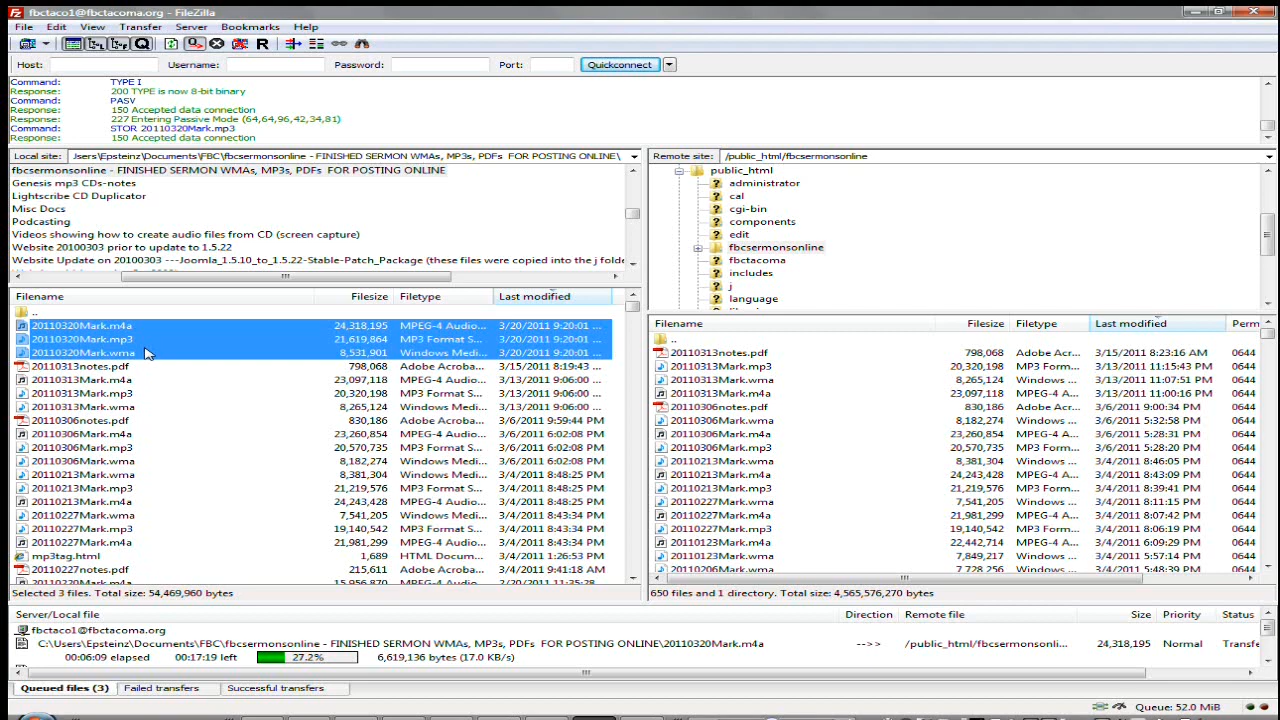 fbctaco1@fbctacoma.org - FileZilla
File Edit View Transfer Server Bookmarks Help
Host: Username: Password: Port: Quickconnect
Command: TYPE I
Response: 200 TYPE is now 8-bit binary
Command: PASV
Response: 150 Accepted data connection
Response: 227 Entering Passive Mode (64,64,96,42,34,81)
Command: STOR 20110320Mark.mp3
Response: 150 Accepted data connection
Local site: Jsers\Epsteinz\Documents\FBC\fbcsermonsonline - FINISHED SERMON WMAs, MP3s, PDFs FOR POSTING ONLINE\
fbcsermonsonline - FINISHED SERMON WMAs, MP3s, PDFs FOR POSTING ONLINE
Genesis mp3 CDs-notes
Lightscribe CD Duplicator
Misc Docs
Podcasting
Videos showing how to create audio files from CD (screen capture)
Website 20100303 prior to update to 1.5.22
Website Update on 20100303 ---Joomla_1.5.10_to_1.5.22-Stable-Patch_Package (these files were copied into the j folde
Filename Filesize Filetype Last modified
..
20110320Mark.m4a 24,318,195 MPEG-4 Audio... 3/20/2011 9:20:01 ...
20110320Mark.mp3 21,619,864 MP3 Format S... 3/20/2011 9:20:01 ...
20110320Mark.wma 8,531,901 Windows Medi... 3/20/2011 9:20:01 ...
20110313notes.pdf 798,068 Adobe Acroba... 3/15/2011 8:19:43 ...
20110313Mark.m4a 23,097,118 MPEG-4 Audio... 3/13/2011 9:06:00 ...
20110313Mark.mp3 20,320,198 MP3 Format S... 3/13/2011 9:06:00 ...
20110313Mark.wma 8,265,124 Windows Medi... 3/13/2011 9:06:00 ...
20110306notes.pdf 830,186 Adobe Acroba... 3/6/2011 9:59:44 PM
20110306Mark.m4a 23,260,854 MPEG-4 Audio... 3/6/2011 6:02:08 PM
20110306Mark.mp3 20,570,735 MP3 Format S... 3/6/2011 6:02:08 PM
20110306Mark.wma 8,182,274 Windows Medi... 3/6/2011 6:02:08 PM
20110213Mark.wma 8,381,304 Windows Medi... 3/4/2011 8:48:25 PM
20110213Mark.mp3 21,219,576 MP3 Format S... 3/4/2011 8:48:25 PM
20110213Mark.m4a 24,243,428 MPEG-4 Audio... 3/4/2011 8:48:25 PM
20110227Mark.wma 7,541,205 Windows Medi... 3/4/2011 8:43:34 PM
20110227Mark.mp3 19,140,542 MP3 Format S... 3/4/2011 8:43:34 PM
20110227Mark.m4a 21,981,299 MPEG-4 Audio... 3/4/2011 8:43:34 PM
mp3tag.html 1,689 HTML Docum... 3/4/2011 1:26:53 PM
20110227notes.pdf 215,611 Adobe Acroba... 3/4/2011 9:41:18 AM
Selected 3 files. Total size: 54,469,960 bytes
Remote site: /public_html/fbcsermonsonline
public_html
administrator
cal
cgi-bin
components
edit
fbcsermonsonline
fbctacoma
includes
j
language
Filename Filesize Filetype Last modified Perm
..
20110313notes.pdf 798,068 Adobe Acr... 3/15/2011 8:23:16 AM 0644
20110313Mark.mp3 20,320,198 MP3 Form... 3/13/2011 11:15:43 PM 0644
20110313Mark.wma 8,265,124 Windows ... 3/13/2011 11:07:51 PM 0644
20110313Mark.m4a 23,097,118 MPEG-4 A... 3/13/2011 11:00:16 PM 0644
20110306notes.pdf 830,186 Adobe Acr... 3/6/2011 9:00:34 PM 0644
20110306Mark.wma 8,182,274 Windows ... 3/6/2011 5:32:58 PM 0644
20110306Mark.m4a 23,260,854 MPEG-4 A... 3/6/2011 5:28:31 PM 0644
20110306Mark.mp3 20,570,735 MP3 Form... 3/6/2011 5:28:20 PM 0644
20110213Mark.wma 8,381,304 Windows ... 3/4/2011 8:46:05 PM 0644
20110213Mark.m4a 24,243,428 MPEG-4 A... 3/4/2011 8:43:09 PM 0644
20110213Mark.mp3 21,219,576 MP3 Form... 3/4/2011 8:39:41 PM 0644
20110227Mark.wma 7,541,205 Windows ... 3/4/2011 8:11:15 PM 0644
20110227Mark.m4a 21,981,299 MPEG-4 A... 3/4/2011 8:07:42 PM 0644
20110227Mark.mp3 19,140,542 MP3 Form... 3/4/2011 8:06:19 PM 0644
20110123Mark.m4a 22,442,714 MPEG-4 A... 3/4/2011 6:09:29 PM 0644
20110123Mark.wma 7,849,217 Windows ... 3/4/2011 5:57:14 PM 0644
20110206Mark.wma 7,728,256 Windows ... 3/4/2011 5:48:39 PM 0644
650 files and 1 directory. Total size: 4,565,576,270 bytes
Server/Local file Direction Remote file Size Priority Status
fbctaco1@fbctacoma.org
C:\Users\Epsteinz\Documents\FBC\fbcsermonsonline - FINISHED SERMON WMAs, MP3s, PDFs FOR POSTING ONLINE\20110320Mark.m4a -->> /public_html/fbcsermonsonli... 24,318,195 Normal Transfe
00:06:09 elapsed 00:17:19 left 27.2% 6,619,136 bytes (17.0 KB/s)
Queued files (3) Failed transfers Successful transfers
Queue: 52.0 MiB